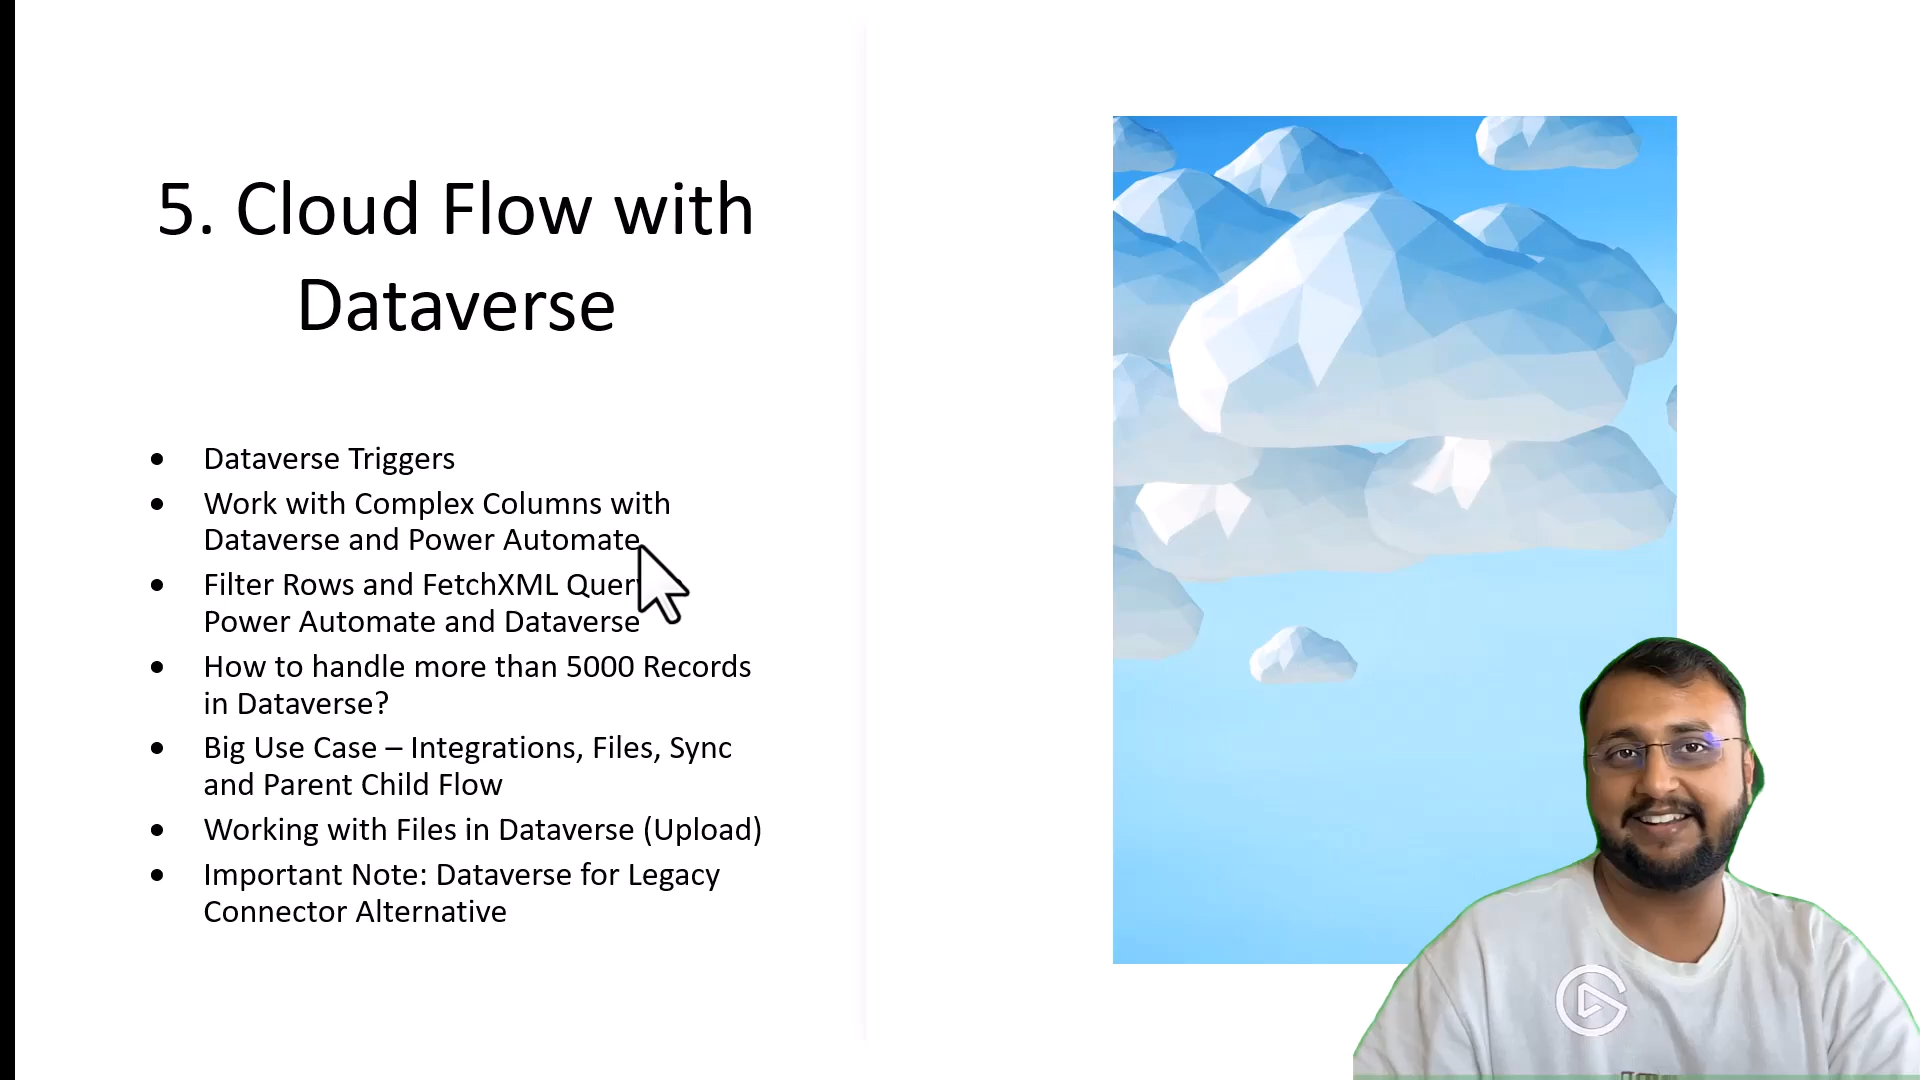 5. Cloud Flow with
Dataverse
• Dataverse Triggers
• Work with Complex Columns with
Dataverse and Power Automate
• Filter Rows and FetchXML
Power Automate and Dataverse
• How to handle more than 5000 Records
in Dataverse?
• Big Use Case – Integrations, Files, Sync
and Parent Child Flow
• Working with Files in Dataverse (Upload)
• Important Note: Dataverse for Legacy
Connector Alternative